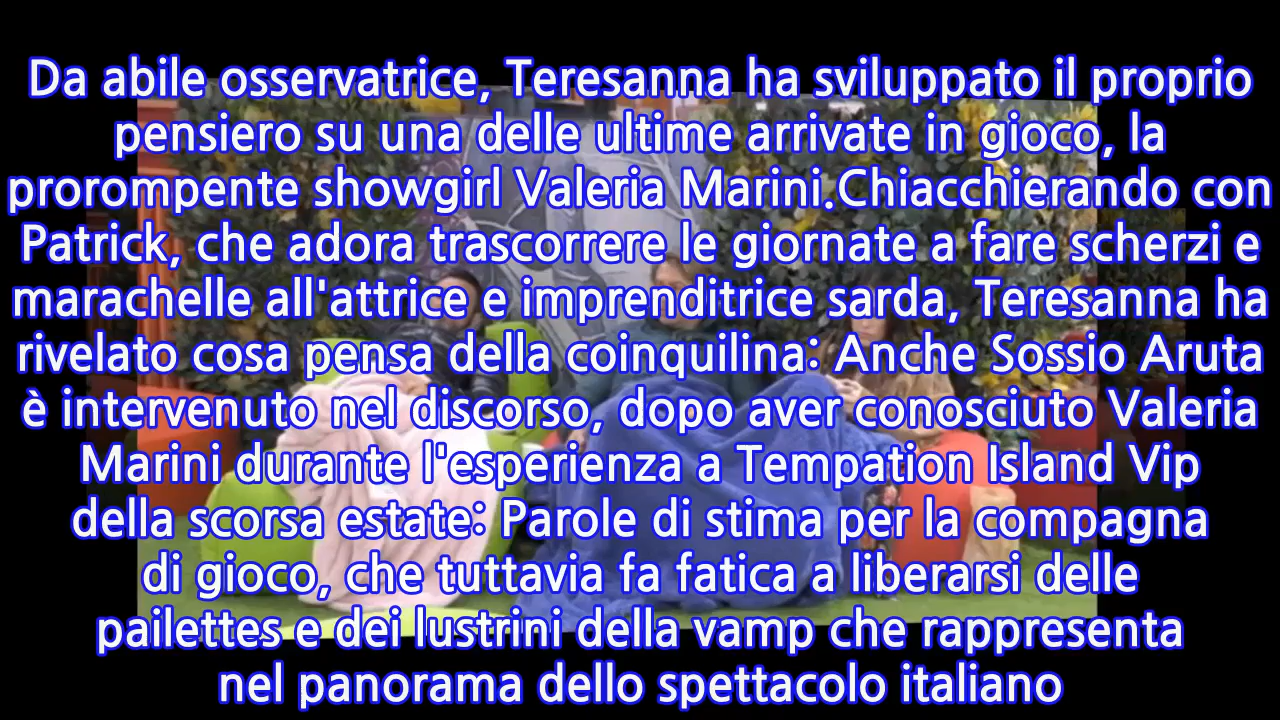 Da abile osservatrice, Teresanna ha sviluppato il proprio
pensiero su una delle ultime arrivate in gioco, la
prorompente showgirl Valeria Marini.Chiacchierando con
Patrick, che adora trascorrere le giornate a fare scherzi e
marachelle all'attrice e imprenditrice sarda, Teresanna ha
rivelato cosa pensa della coinquilina: Anche Sossio Aruta
è intervenuto nel discorso, dopo aver conosciuto Valeria
Marini durante l'esperienza a Tempation Island Vip
della scorsa estate: Parole di stima per la compagna
di gioco, che tuttavia fa fatica a liberarsi delle
pailettes e dei lustrini della vamp che rappresenta
nel panorama dello spettacolo italiano